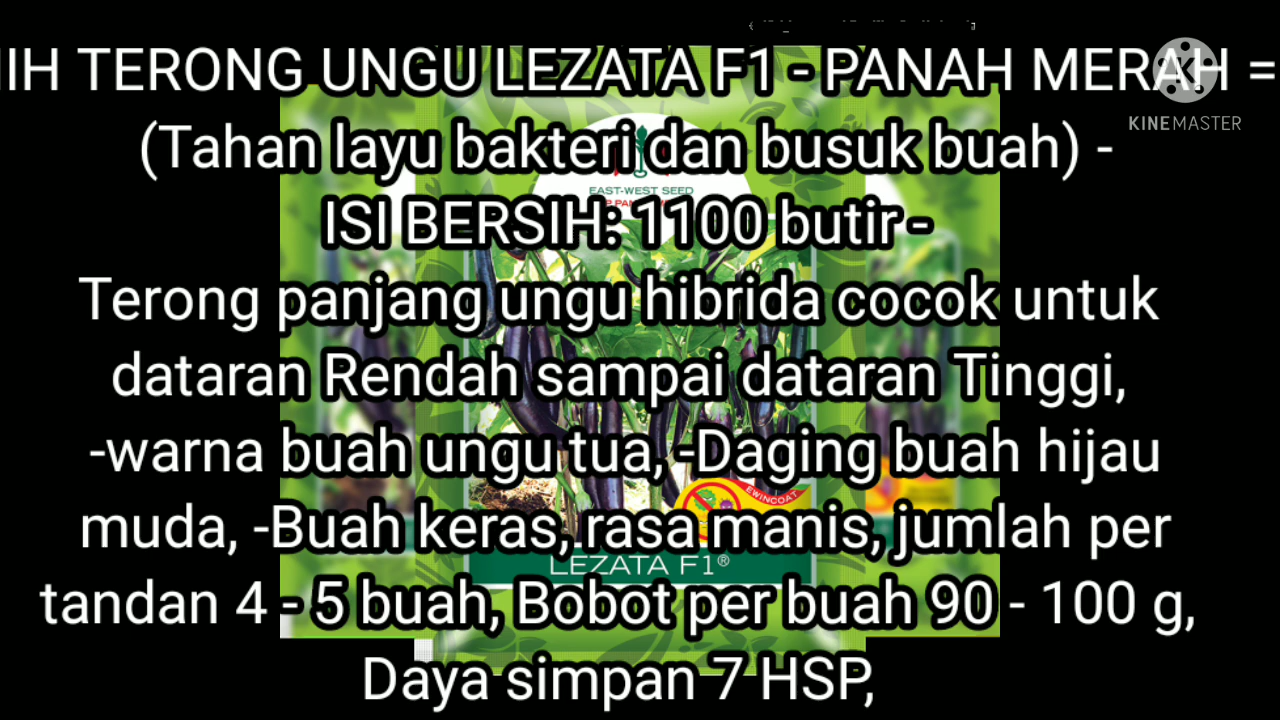 IH TERONG UNGU LEZATA F1 - PANAH MERAH =
KINEMASTER
(Tahan layu bakteri dan busuk buah) -
EAST-WEST SEED
ISI BERSIH: 1100 butir -
Terong panjang ungu hibrida cocok untuk
dataran Rendah sampai dataran Tinggi,
-warna buah ungu tua, -Daging buah hijau
EWINCOAT
muda, -Buah keras, rasa manis, jumlah per
LEZATA F1®
tandan 4 - 5 buah, Bobot per buah 90 - 100 g,
Daya simpan 7 HSP,